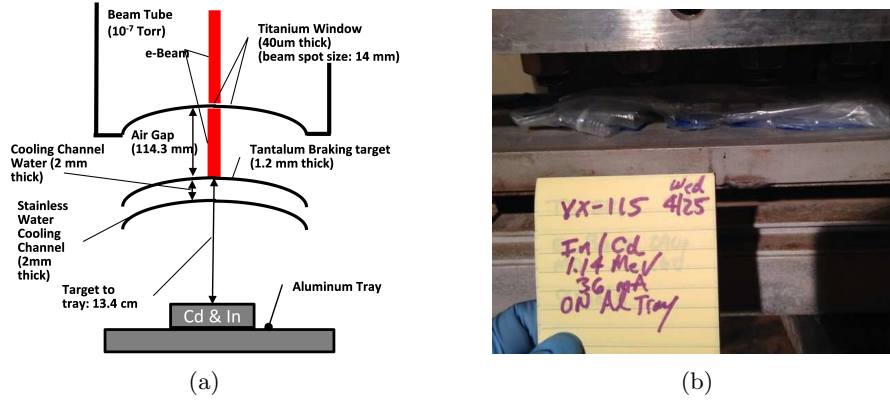 Beam Tube
(10⁻⁷ Torr)
e-Beam
Titanium Window
(40um thick)
(beam spot size: 14 mm)
Air Gap
(114.3 mm)
Cooling Channel
Water (2 mm
thick)
Tantalum Braking target
(1.2 mm thick)
Stainless
Water
Cooling
Channel
(2mm
thick)
Target to
tray: 13.4 cm
Aluminum Tray
Cd & In
(a)
Wed
YX-115 4/25
In/Cd
1.14 MeV
36 mA
ON AL Tray
(b)